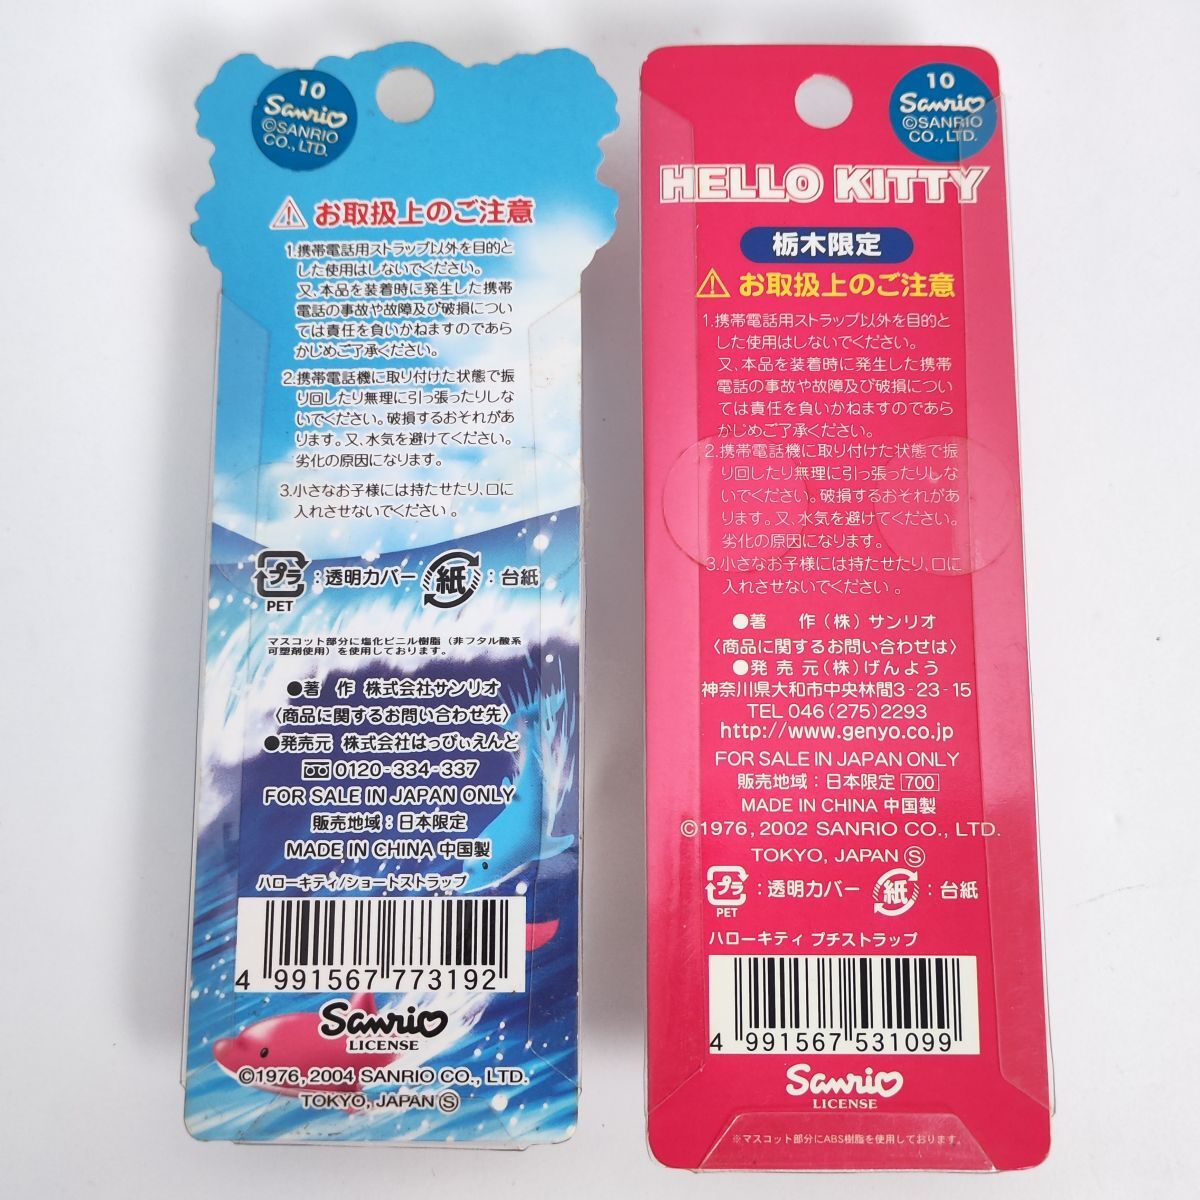 10
Sanrio
©SANRIO
CO., LTD.
⚠ お取扱上のご注意
1.携帯電話用ストラップ以外を目的と
した使用はしないでください。
又、本品を装着時に発生した携帯
電話の事故や故障及び破損につい
ては責任を負いかねますのであら
かじめご了承ください。
2.携帯電話機に取り付けた状態で振
り回したり無理に引っ張ったりしな
いでください。破損するおそれがあ
ります。又、水気を避けてください。
劣化の原因になります。
3.小さなお子様には持たせたり、口に
入れさせないでください 。
プラ : 透明カバー 紙 : 台紙
PET
マスコット部分に塩化ビニル樹脂（非フタル酸系
可塑剤使用）を使用しております。
●著 作 株式会社サンリオ
〈商品に関するお問い合わせ先〉
●発売元 株式会社はっぴぃえんど
0120-334-337
FOR SALE IN JAPAN ONLY
販売地域：日本限定
MADE IN CHINA 中国製
ハローキティ/ショートストラップ
4 991567 773192
Sanrio
LICENSE
©1976, 2004 SANRIO CO., LTD.
TOKYO, JAPAN Ⓢ
10
Sanrio
©SANRIO
CO., LTD.
HELLO KITTY
栃木限定
⚠ お取扱上のご注意
1.携帯電話用ストラップ以外を目的と
した使用はしないでください。
又、本品を装着時に発生した携帯
電話の事故や故障及び破損につい
ては責任を負いかねますのであら
かじめご了承ください。
2.携帯電話機に取り付けた状態で振
り回したり無理に引っ張ったりしな
いでください。破損するおそれがあ
ります。又、水気を避けてください。
劣化の原因になります。
3.小さなお子様には持たせたり、口に
入れさせないでください 。
●著 作（株）サンリオ
〈商品に関するお問い合わせは〉
●発 売 元（株）げんよう
神奈川県大和市中央林間3-23-15
TEL 046(275)2293
http://www.genyo.co.jp
FOR SALE IN JAPAN ONLY
販売地域：日本限定 700
MADE IN CHINA 中国製
©1976, 2002 SANRIO CO., LTD.
TOKYO, JAPAN Ⓢ
プラ : 透明カバー 紙 : 台紙
PET
ハローキティ プチストラップ
4 991567 531099
Sanrio
LICENSE
※マスコット部分にABS樹脂を使用しております。